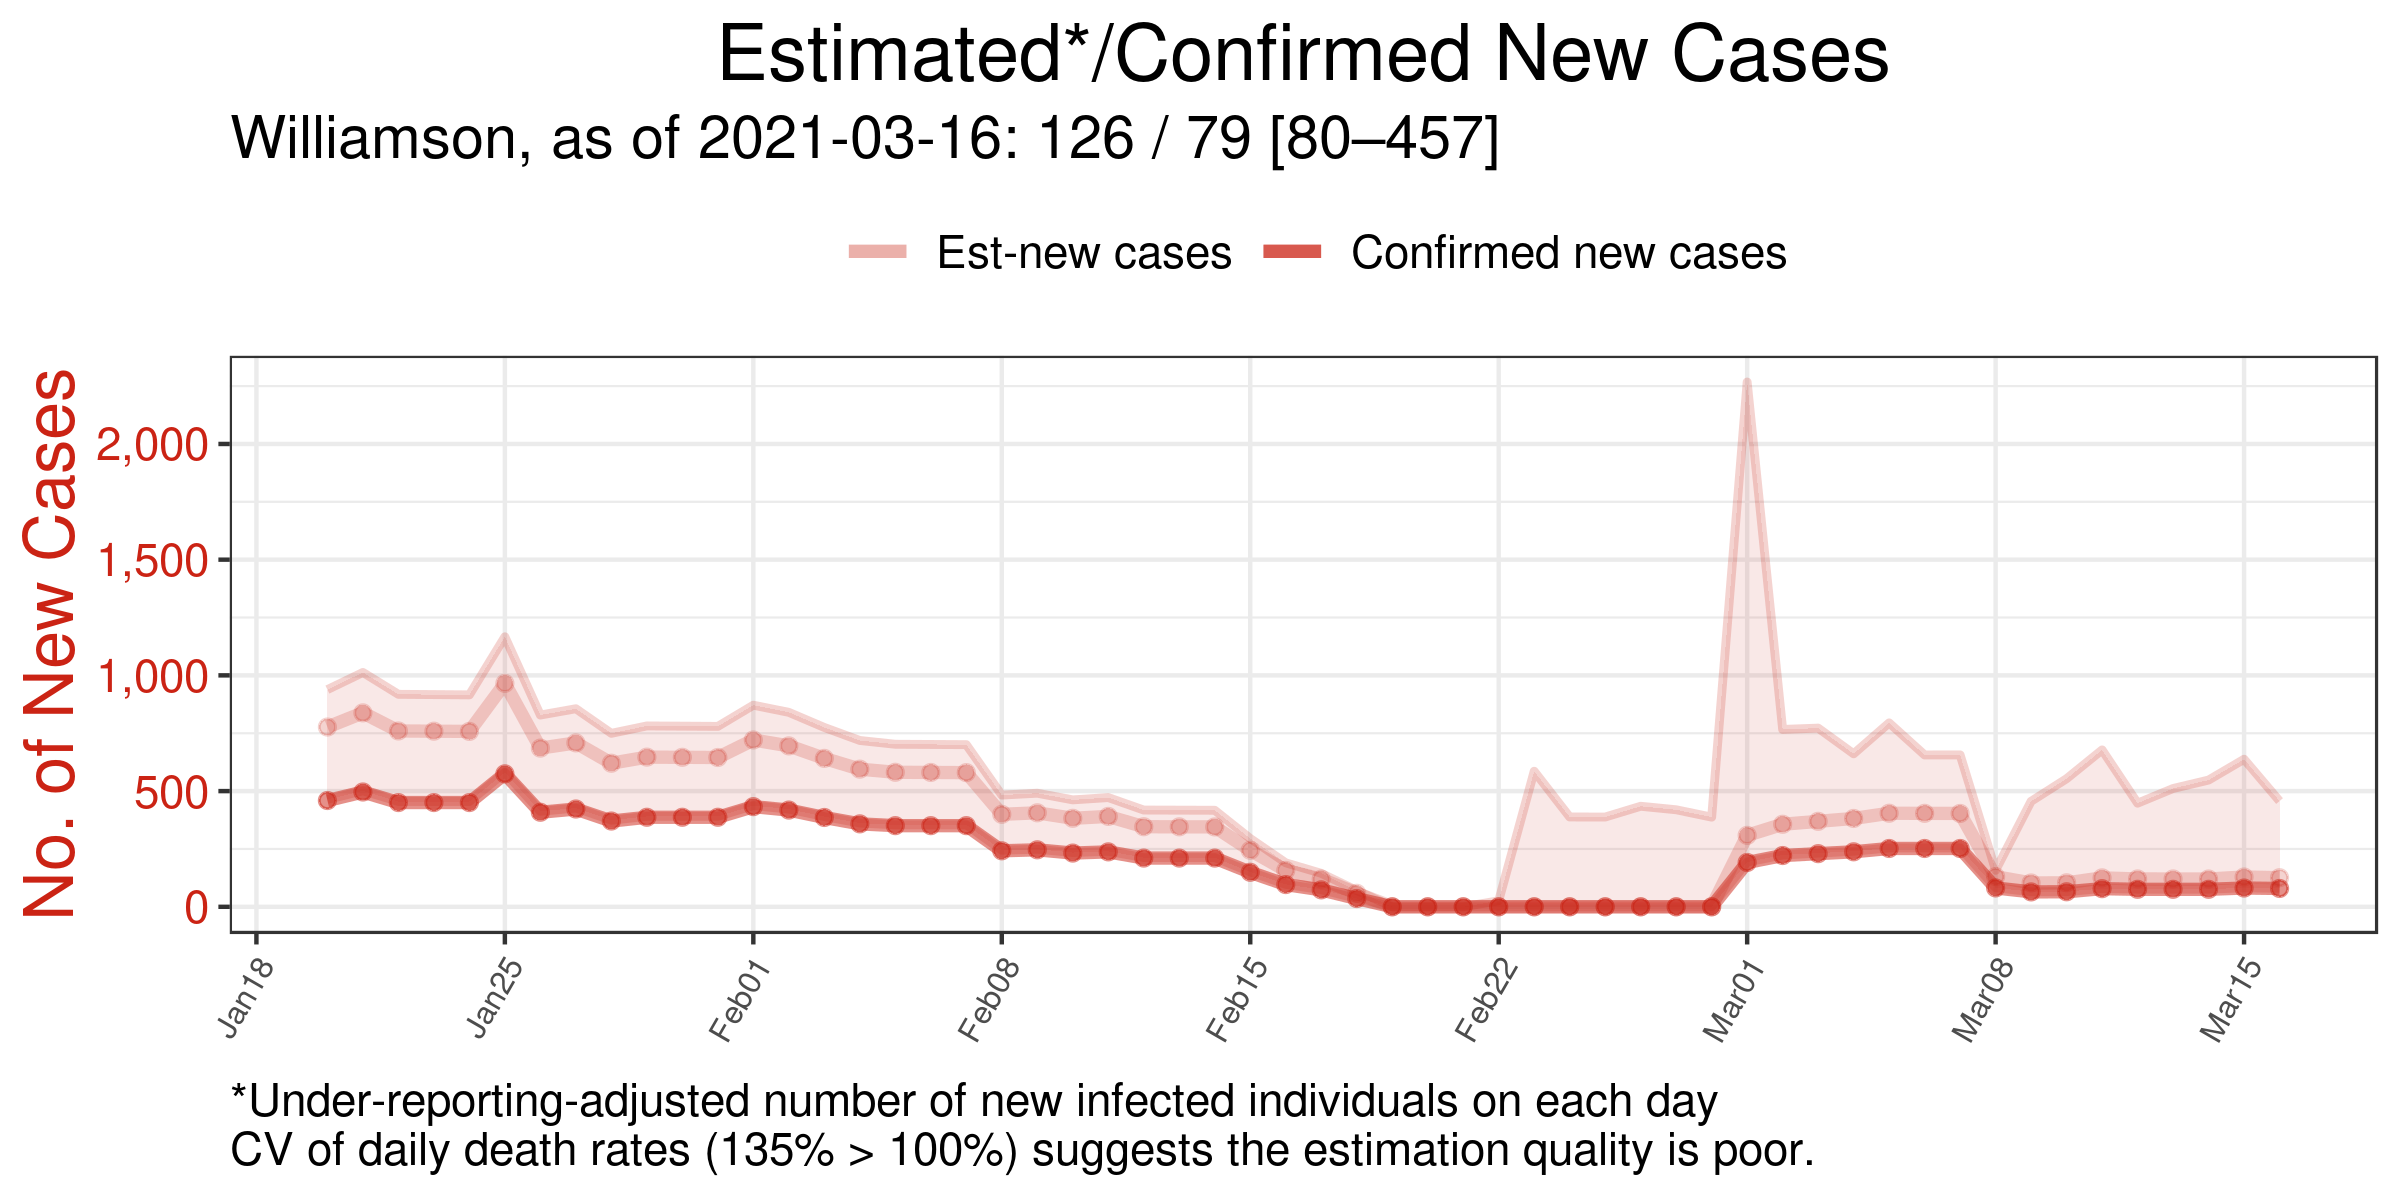 Estimated*/Confirmed New Cases
Williamson, as of 2021-03-16: 126 / 79 [80–457]
Est-new cases
Confirmed new cases
No. of New Cases
2,000
1,500
1,000
500
0
Jan18
Jan25
Feb01
Feb08
Feb15
Feb22
Mar01
Mar08
Mar15
*Under-reporting-adjusted number of new infected individuals on each day
CV of daily death rates (135% > 100%) suggests the estimation quality is poor.